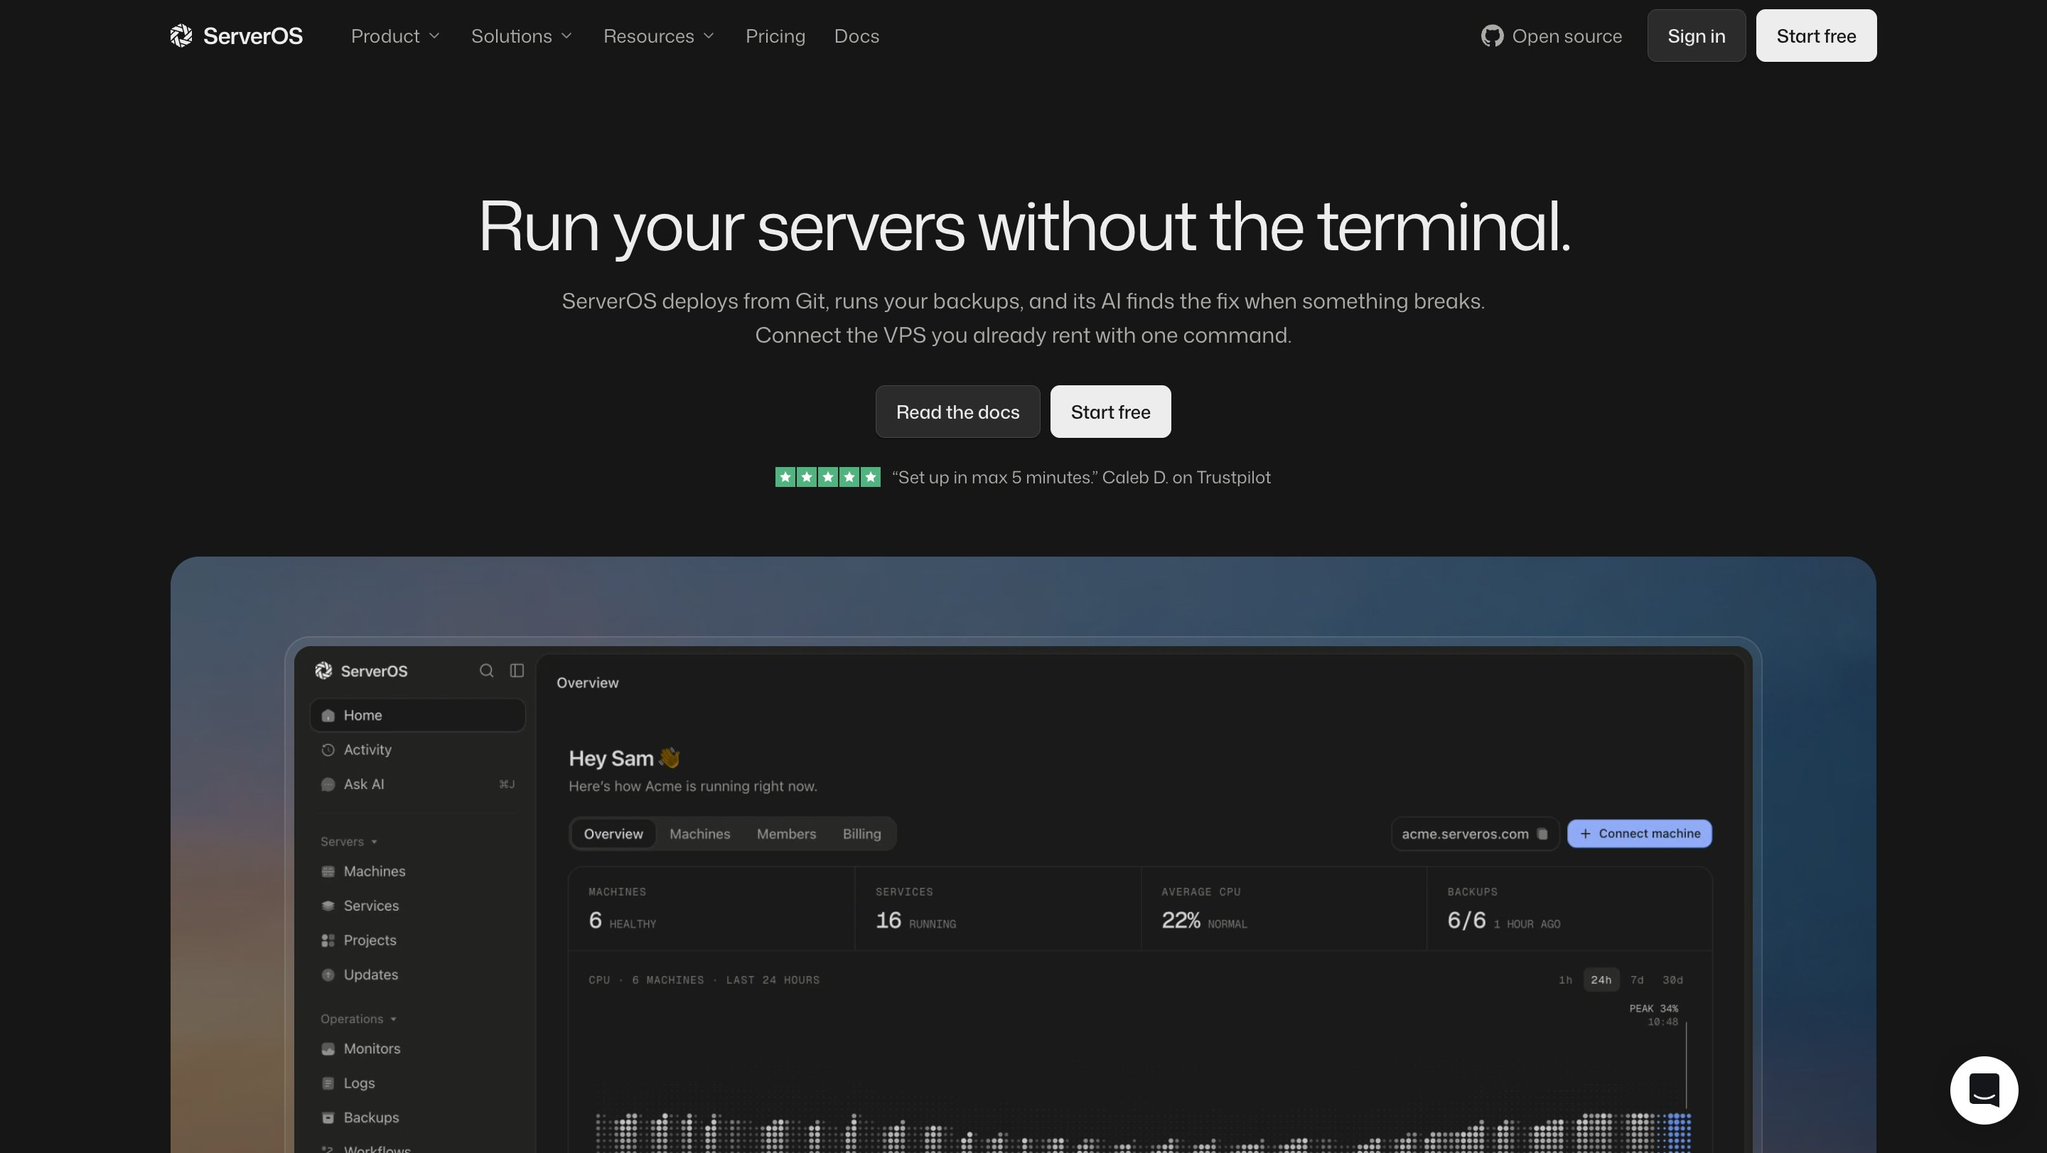 ServerOS
Product
Solutions
Resources
Pricing
Docs
Open source
Sign in
Start free
Run your servers without the terminal.
ServerOS deploys from Git, runs your backups, and its AI finds the fix when something breaks.
Connect the VPS you already rent with one command.
Read the docs
Start free
“Set up in max 5 minutes.” Caleb D. on Trustpilot
ServerOS
Home
Activity
Ask AI ⌘J
Servers
Machines
Services
Projects
Updates
Operations
Monitors
Logs
Backups
Workflows
Overview
Hey Sam 👋
Here's how Acme is running right now.
Overview
Machines
Members
Billing
acme.serveros.com
+ Connect machine
MACHINES
6 HEALTHY
SERVICES
16 RUNNING
AVERAGE CPU
22% NORMAL
BACKUPS
6/6 1 HOUR AGO
CPU · 6 MACHINES · LAST 24 HOURS
1h 24h 7d 30d
PEAK 34%
10:48